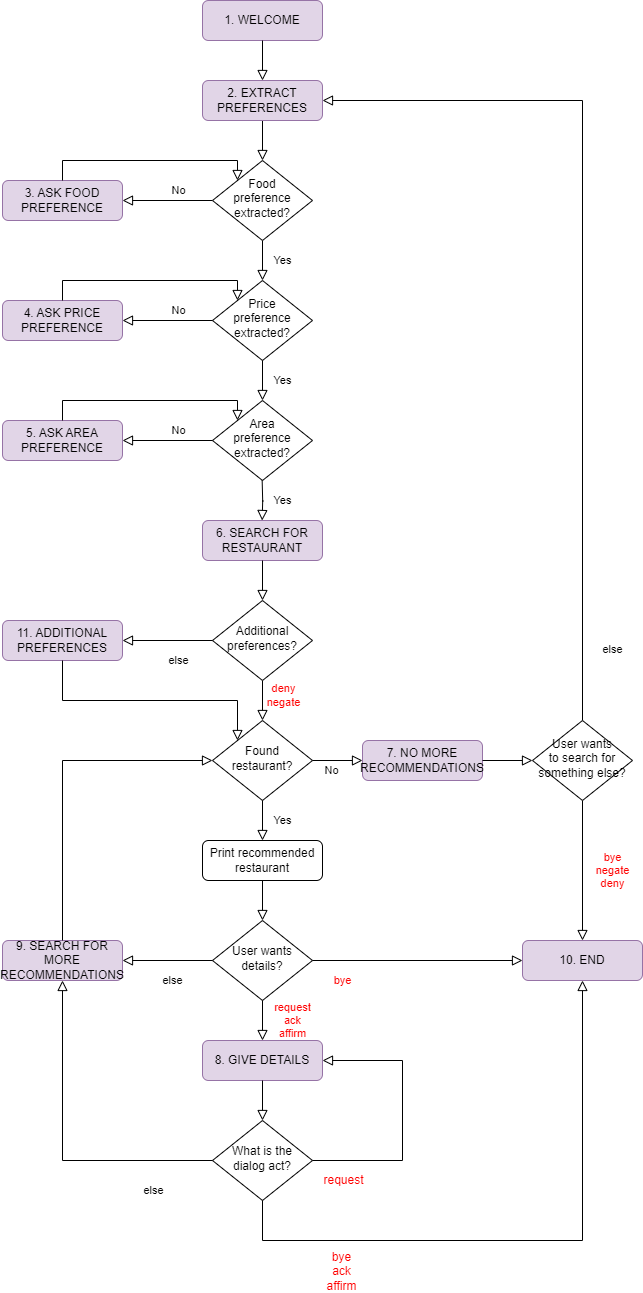 1. WELCOME
2. EXTRACT
PREFERENCES
Food
preference
extracted?
No
3. ASK FOOD
PREFERENCE
Yes
Price
preference
extracted?
No
4. ASK PRICE
PREFERENCE
Yes
Area
preference
extracted?
No
5. ASK AREA
PREFERENCE
Yes
6. SEARCH FOR
RESTAURANT
Additional
preferences?
11. ADDITIONAL
PREFERENCES
else
else
deny
negate
Found
restaurant?
No
7. NO MORE
RECOMMENDATIONS
User wants
to search for
something else?
Yes
Print recommended
restaurant
bye
negate
deny
User wants
details?
9. SEARCH FOR
MORE
RECOMMENDATIONS
else
bye
10. END
request
ack
affirm
8. GIVE DETAILS
What is the
dialog act?
else
request
bye
ack
affirm